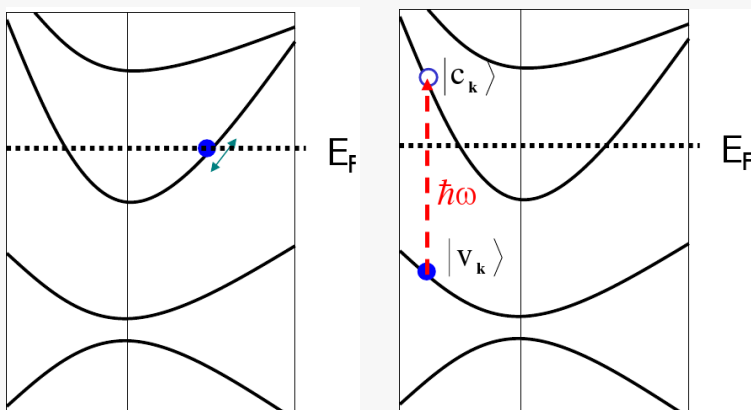 E_F
|c_k⟩
E_F
ħω
|v_k⟩